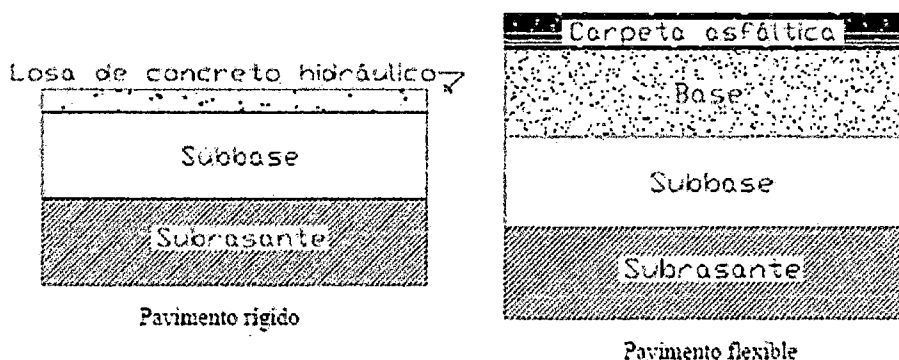 Losa de concreto hidráulico
Subbase
Subrasante
Pavimento rígido
Carpeta asfáltica
Base
Subbase
Subrasante
Pavimento flexible